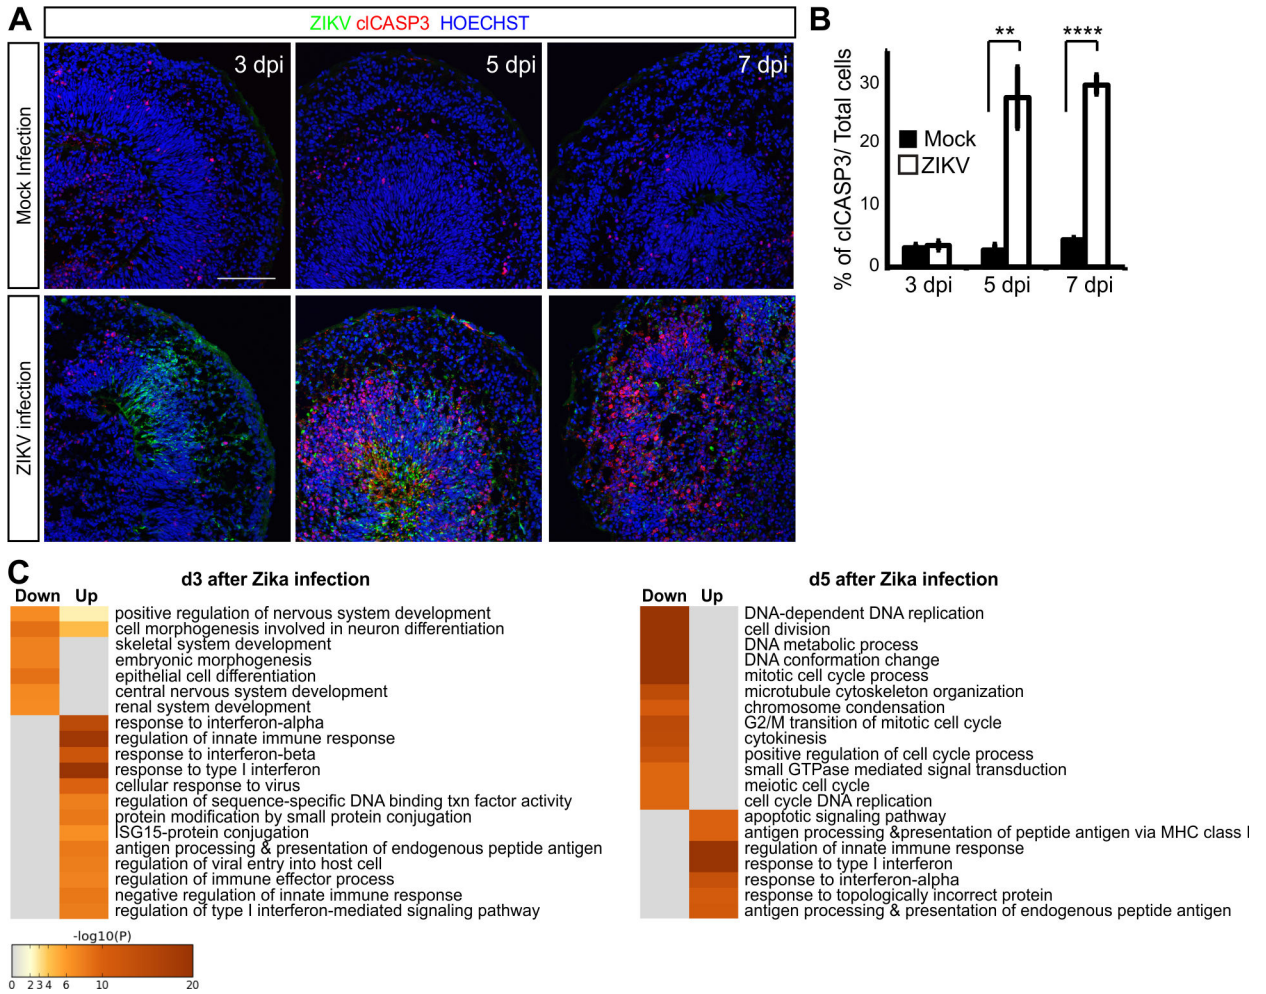 A
ZIKV clCASP3 HOECHST
Mock Infection
3 dpi
5 dpi
7 dpi
ZIKV infection
B
% of clCASP3/ Total cells
30
20
10
0
**
****
Mock
ZIKV
3 dpi
5 dpi
7 dpi
C
d3 after Zika infection
Down Up
positive regulation of nervous system development
cell morphogenesis involved in neuron differentiation
skeletal system development
embryonic morphogenesis
epithelial cell differentiation
central nervous system development
renal system development
response to interferon-alpha
regulation of innate immune response
response to interferon-beta
response to type I interferon
cellular response to virus
regulation of sequence-specific DNA binding txn factor activity
protein modification by small protein conjugation
ISG15-protein conjugation
antigen processing & presentation of endogenous peptide antigen
regulation of viral entry into host cell
regulation of immune effector process
negative regulation of innate immune response
regulation of type I interferon-mediated signaling pathway
d5 after Zika infection
Down Up
DNA-dependent DNA replication
cell division
DNA metabolic process
DNA conformation change
mitotic cell cycle process
microtubule cytoskeleton organization
chromosome condensation
G2/M transition of mitotic cell cycle
cytokinesis
positive regulation of cell cycle process
small GTPase mediated signal transduction
meiotic cell cycle
cell cycle DNA replication
apoptotic signaling pathway
antigen processing &presentation of peptide antigen via MHC class I
regulation of innate immune response
response to type I interferon
response to interferon-alpha
response to topologically incorrect protein
antigen processing & presentation of endogenous peptide antigen
-log10(P)
0 2 3 4 6 10 20